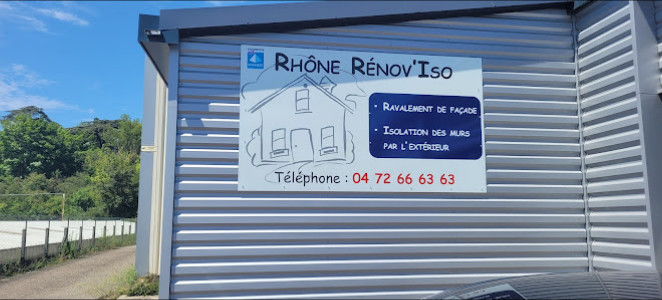 Rhône Rénov'Iso
• Ravalement de façade
• Isolation des murs
par l'extérieur
Téléphone : 04 72 66 63 63